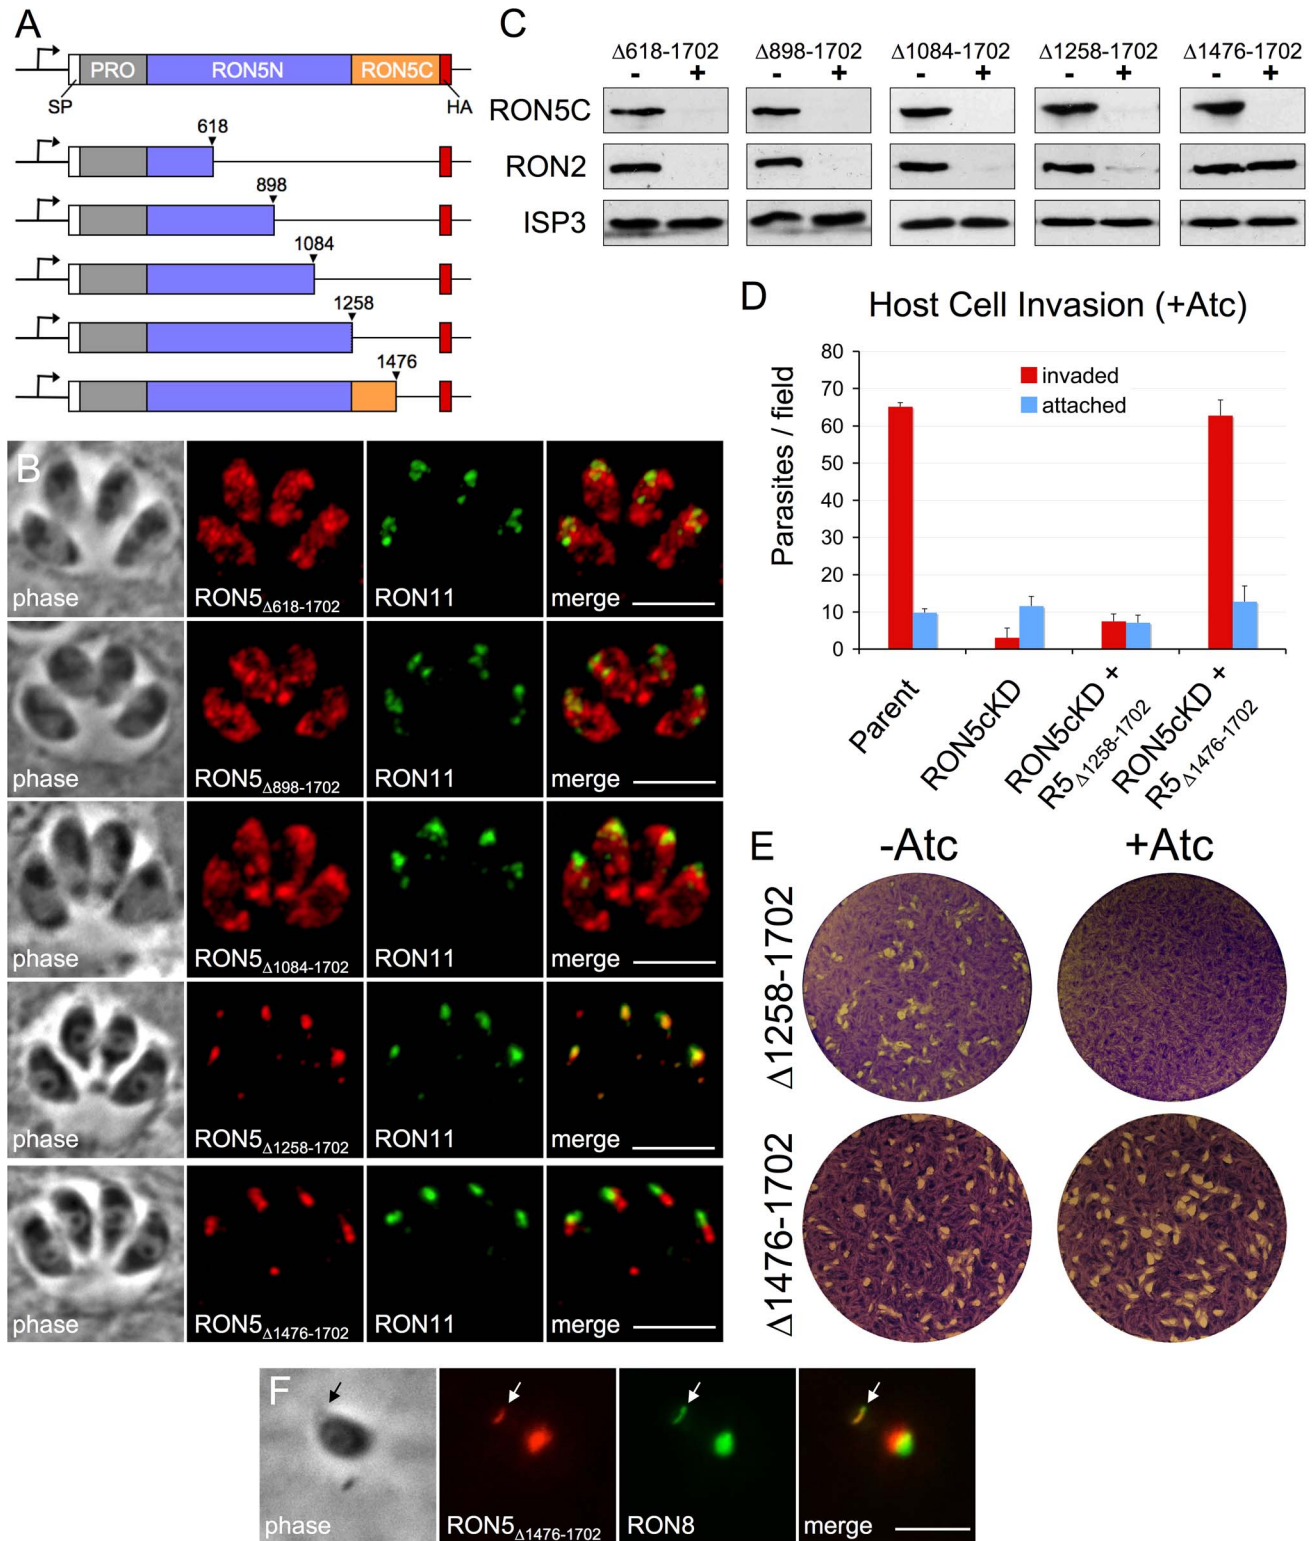 A
PRO RON5N RON5C
SP HA
618
898
1084
1258
1476
C
Δ618-1702 Δ898-1702 Δ1084-1702 Δ1258-1702 Δ1476-1702
- + - + - + - + - +
RON5C
RON2
ISP3
B
phase RON5Δ618-1702 RON11 merge
phase RON5Δ898-1702 RON11 merge
phase RON5Δ1084-1702 RON11 merge
phase RON5Δ1258-1702 RON11 merge
phase RON5Δ1476-1702 RON11 merge
D
Host Cell Invasion (+Atc)
Parasites / field
80
70
60
50
40
30
20
10
0
invaded
attached
Parent
RON5cKD
RON5cKD +
R5Δ1258-1702
RON5cKD +
R5Δ1476-1702
E
-Atc +Atc
Δ1258-1702
Δ1476-1702
F
phase RON5Δ1476-1702 RON8 merge